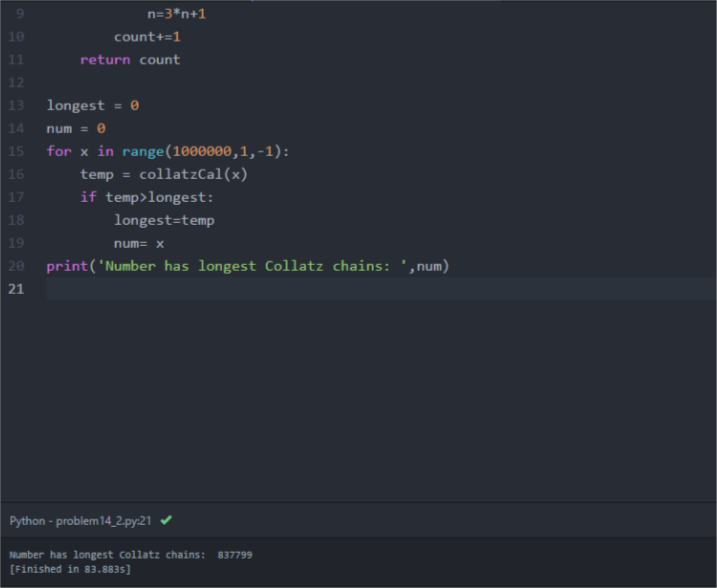 9              n=3*n+1
10         count+=1
11     return count
12
13 longest = 0
14 num = 0
15 for x in range(1000000,1,-1):
16     temp = collatzCal(x)
17     if temp>longest:
18         longest=temp
19         num= x
20 print('Number has longest Collatz chains: ',num)
21
Python - problem14_2.py:21 ✔
Number has longest Collatz chains:  837799
[Finished in 83.883s]